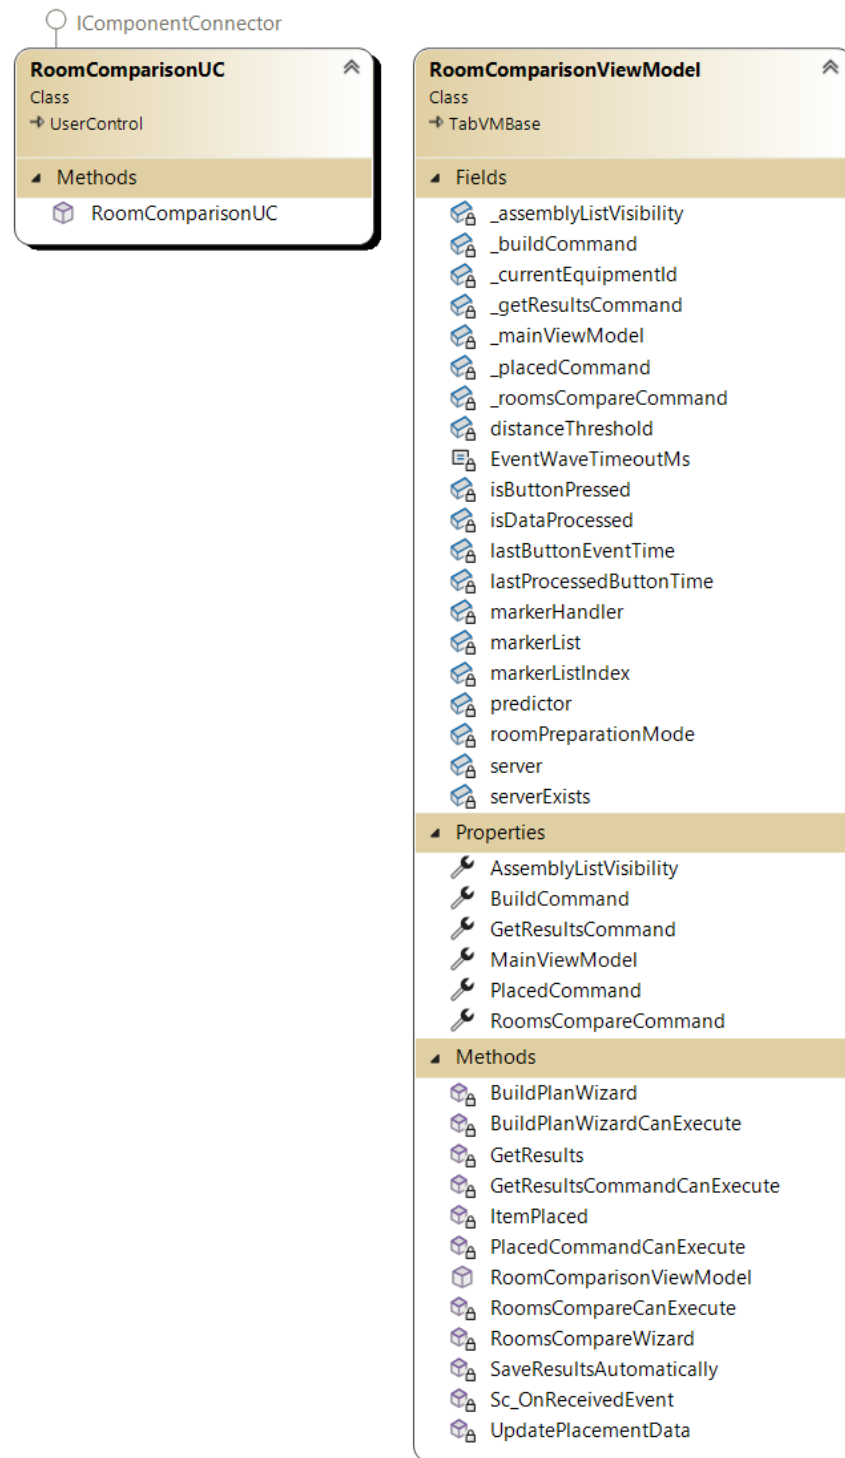 IComponentConnector
RoomComparisonUC
Class
UserControl
Methods
RoomComparisonUC
RoomComparisonViewModel
Class
TabVMBase
Fields
_assemblyListVisibility
_buildCommand
_currentEquipmentId
_getResultsCommand
_mainViewModel
_placedCommand
_roomsCompareCommand
distanceThreshold
EventWaveTimeoutMs
isButtonPressed
isDataProcessed
lastButtonEventTime
lastProcessedButtonTime
markerHandler
markerList
markerListIndex
predictor
roomPreparationMode
server
serverExists
Properties
AssemblyListVisibility
BuildCommand
GetResultsCommand
MainViewModel
PlacedCommand
RoomsCompareCommand
Methods
BuildPlanWizard
BuildPlanWizardCanExecute
GetResults
GetResultsCommandCanExecute
ItemPlaced
PlacedCommandCanExecute
RoomComparisonViewModel
RoomsCompareCanExecute
RoomsCompareWizard
SaveResultsAutomatically
Sc_OnReceivedEvent
UpdatePlacementData